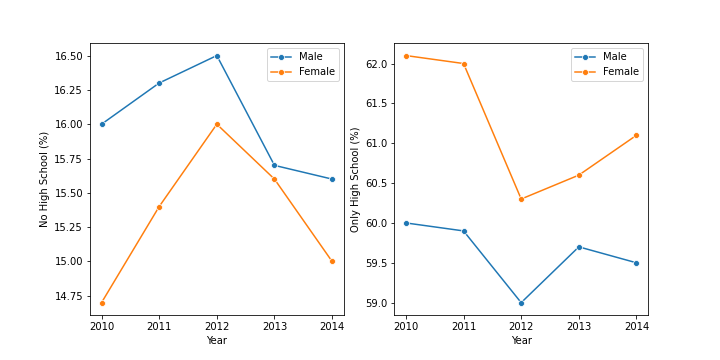 16.50
16.25
16.00
15.75
15.50
15.25
15.00
14.75
No High School (%)
2010 2011 2012 2013 2014
Year
Male
Female
62.0
61.5
61.0
60.5
60.0
59.5
59.0
Only High School (%)
2010 2011 2012 2013 2014
Year
Male
Female